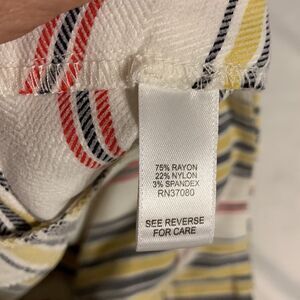 75% RAYON
22% NYLON
3% SPANDEX
RN37080
SEE REVERSE
FOR CARE